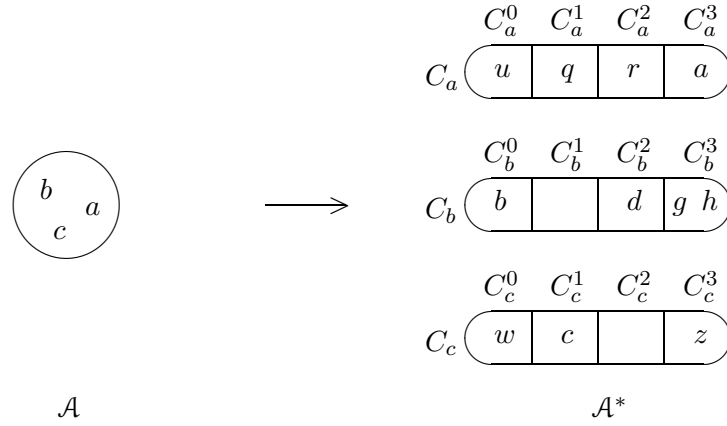 C_a^0 C_a^1 C_a^2 C_a^3
C_a u q r a
C_b^0 C_b^1 C_b^2 C_b^3
b a c
C_b b d g h
C_c^0 C_c^1 C_c^2 C_c^3
C_c w c z
𝒜 𝒜*